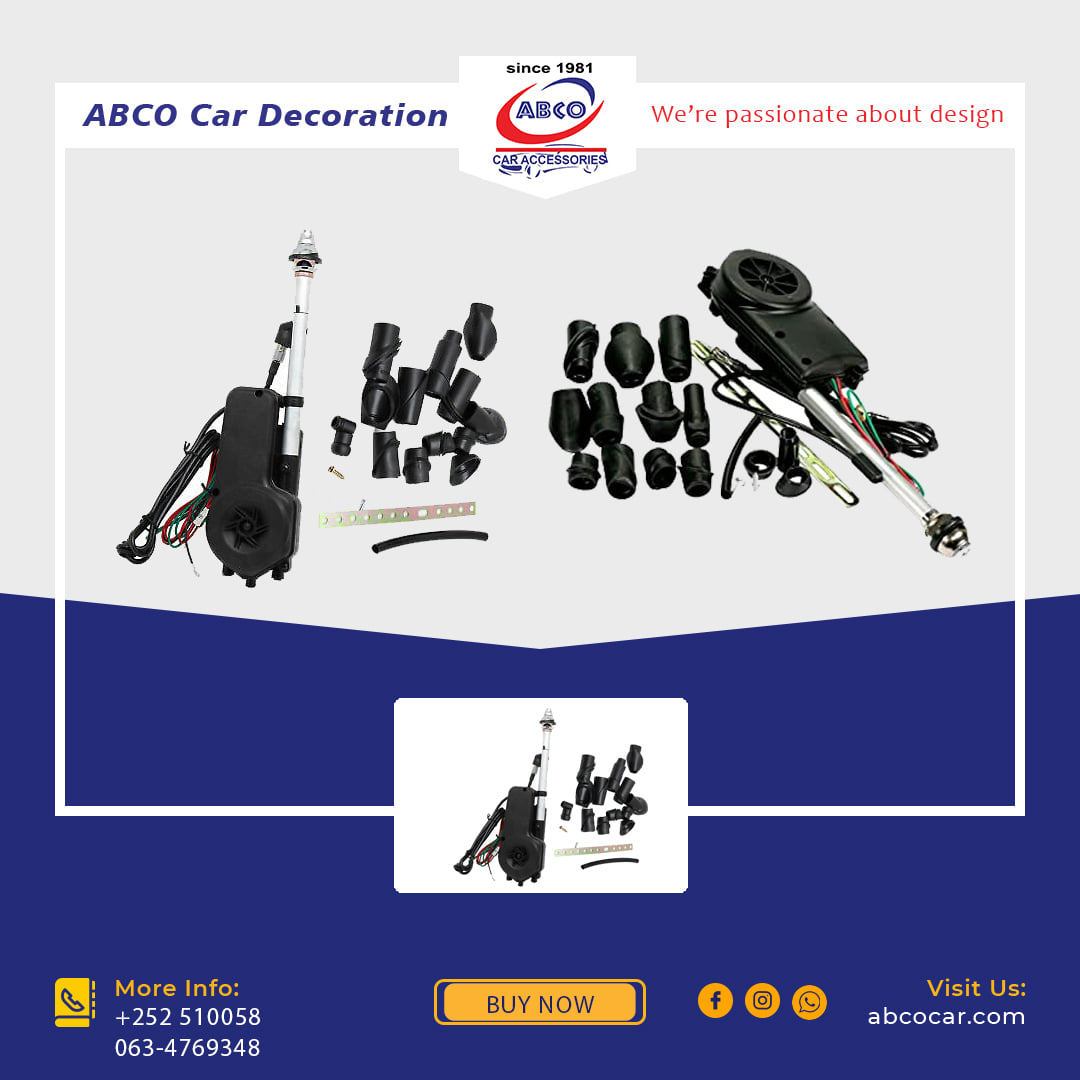 since 1981
ABCO
CAR ACCESSORIES
ABCO Car Decoration
We're passionate about design
More Info:
+252 510058
063-4769348
BUY NOW
Visit Us:
abcocar.com